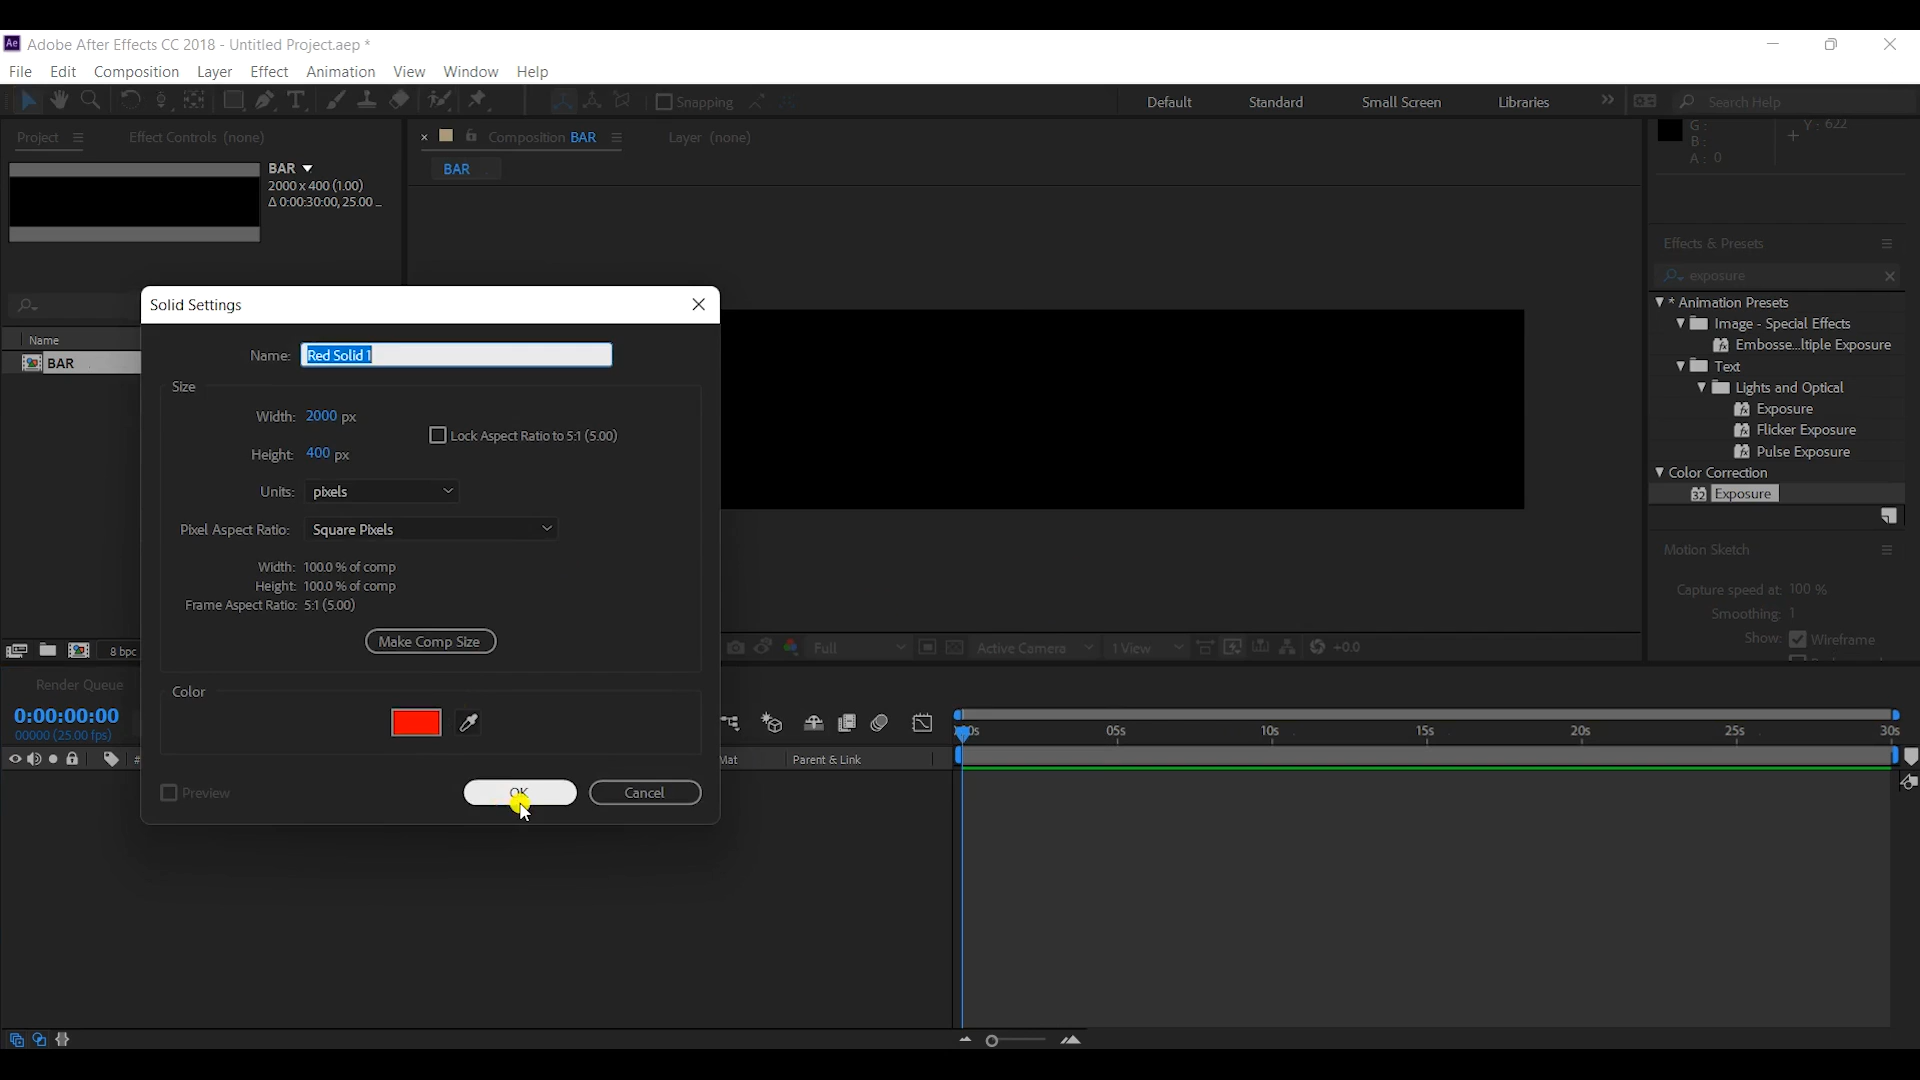 Ae Adobe After Effects CC 2018 - Untitled Project.aep *
File Edit Composition Layer Effect Animation View Window Help
Snapping Default Standard Small Screen Libraries Search Help
Project Effect Controls (none) × Composition BAR Layer (none)
BAR
2000 x 400 (1.00)
Δ 0:00:30:00, 25.00 ...
BAR
G:
B:
A: 0
Y: 622
Effects & Presets
exposure
* Animation Presets
Image - Special Effects
Embosse...ltiple Exposure
Text
Lights and Optical
Exposure
Flicker Exposure
Pulse Exposure
Color Correction
32 Exposure
Motion Sketch
Capture speed at: 100 %
Smoothing: 1
Show: Wireframe
Name
BAR
Solid Settings
Name: Red Solid 1
Size
Width: 2000 px
Lock Aspect Ratio to 5:1 (5.00)
Height: 400 px
Units: pixels
Pixel Aspect Ratio: Square Pixels
Width: 100.0 % of comp
Height: 100.0 % of comp
Frame Aspect Ratio: 5:1 (5.00)
Make Comp Size
Color
Preview OK Cancel
8 bpc
Full Active Camera 1 View +0.0
Render Queue
0:00:00:00
00000 (25.00 fps)
#
Mat Parent & Link
05s 10s 15s 20s 25s 30s